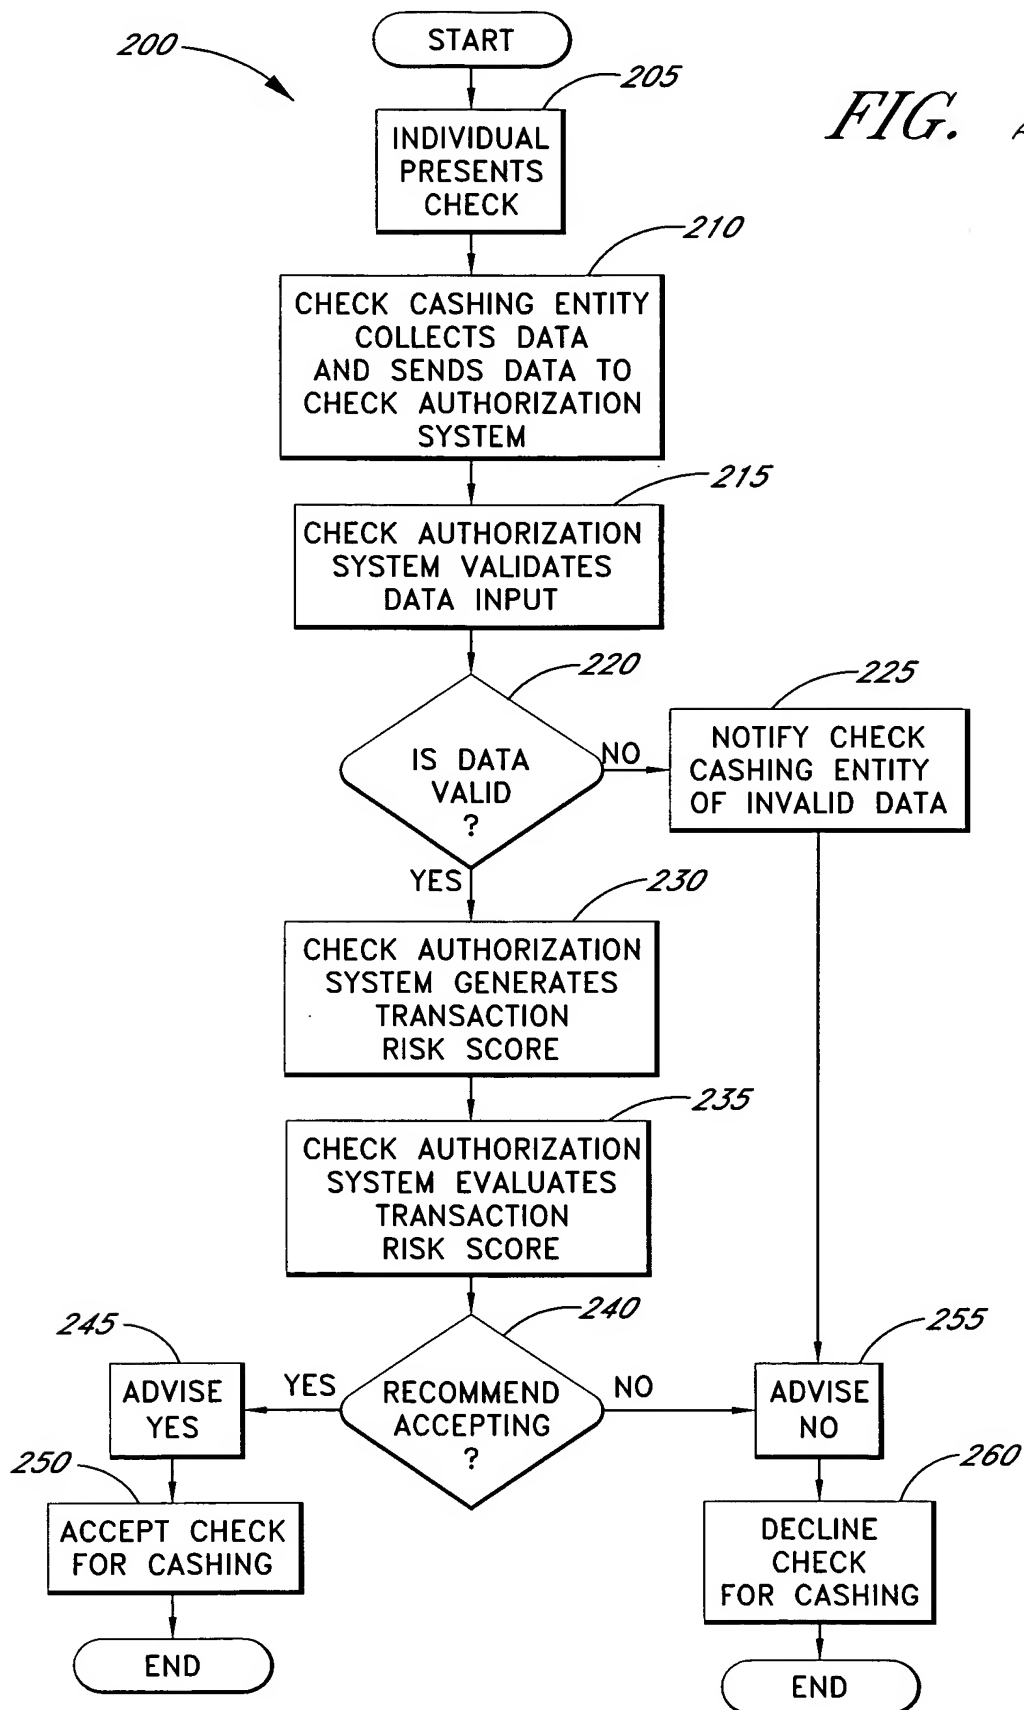 START
200
205
FIG.
INDIVIDUAL
PRESENTS
CHECK
210
CHECK CASHING ENTITY
COLLECTS DATA
AND SENDS DATA TO
CHECK AUTHORIZATION
SYSTEM
215
CHECK AUTHORIZATION
SYSTEM VALIDATES
DATA INPUT
220
225
IS DATA
VALID
?
NO
NOTIFY CHECK
CASHING ENTITY
OF INVALID DATA
YES
230
CHECK AUTHORIZATION
SYSTEM GENERATES
TRANSACTION
RISK SCORE
235
CHECK AUTHORIZATION
SYSTEM EVALUATES
TRANSACTION
RISK SCORE
240
245
255
ADVISE
YES
YES
RECOMMEND
ACCEPTING
?
NO
ADVISE
NO
250
260
ACCEPT CHECK
FOR CASHING
DECLINE
CHECK
FOR CASHING
END
END